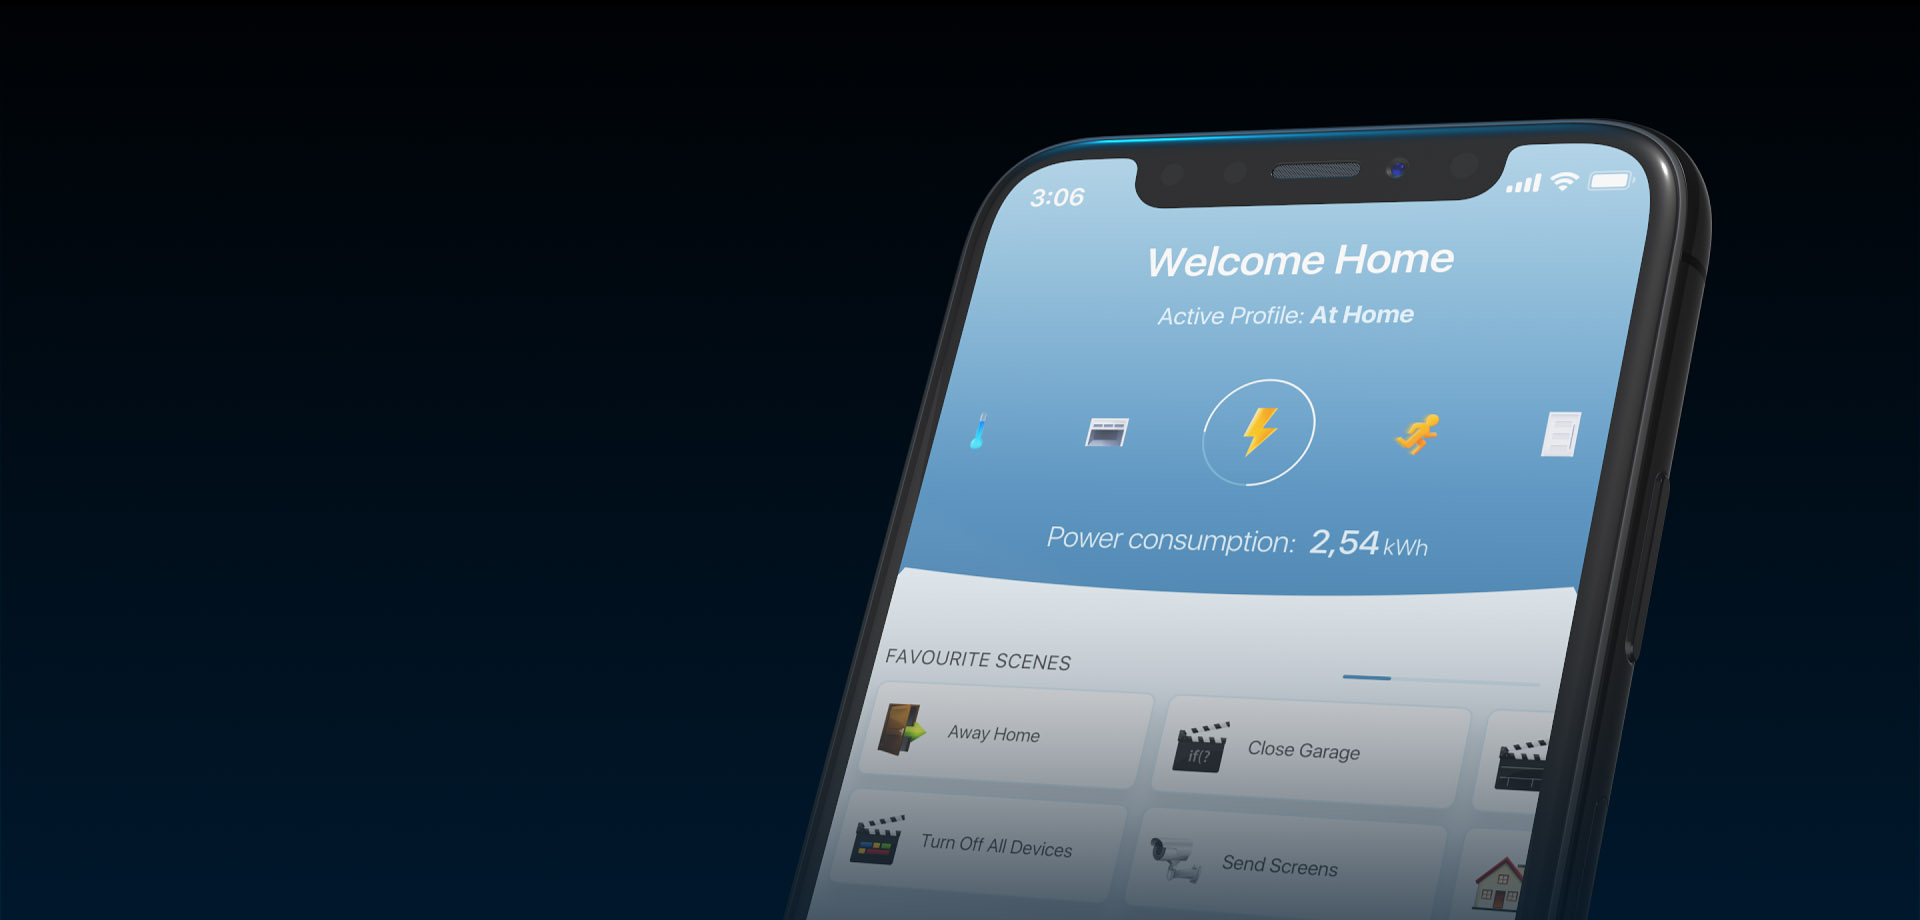 3:06
Welcome Home
Active Profile: At Home
Power consumption: 2,54 kWh
FAVOURITE SCENES
Away Home
Close Garage
if(?
Turn Off All Devices
Send Screens